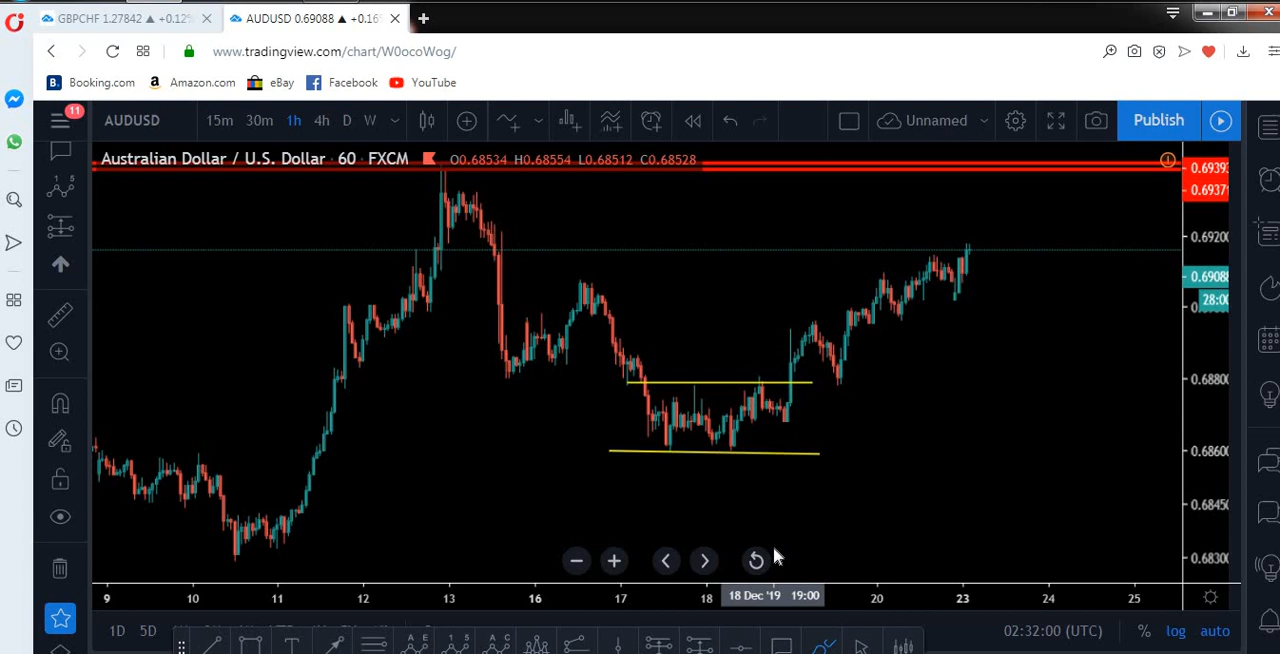 GBPCHF 1.27842 ▲ +0.12%
AUDUSD 0.69088 ▲ +0.16%
www.tradingview.com/chart/W0ocoWog/
Booking.com
Amazon.com
eBay
Facebook
YouTube
11
AUDUSD
15m 30m 1h 4h D W
Unnamed
Publish
Australian Dollar / U.S. Dollar · 60 · FXCM
O0.68534 H0.68554 L0.68512 C0.68528
0.69393
0.69371
0.69200
0.69088
28:00
0.68800
0.68600
0.68450
0.68300
9 10 11 12 13 16 17 18 20 23 24 25
18 Dec '19 19:00
1D 5D
02:32:00 (UTC)
% log auto